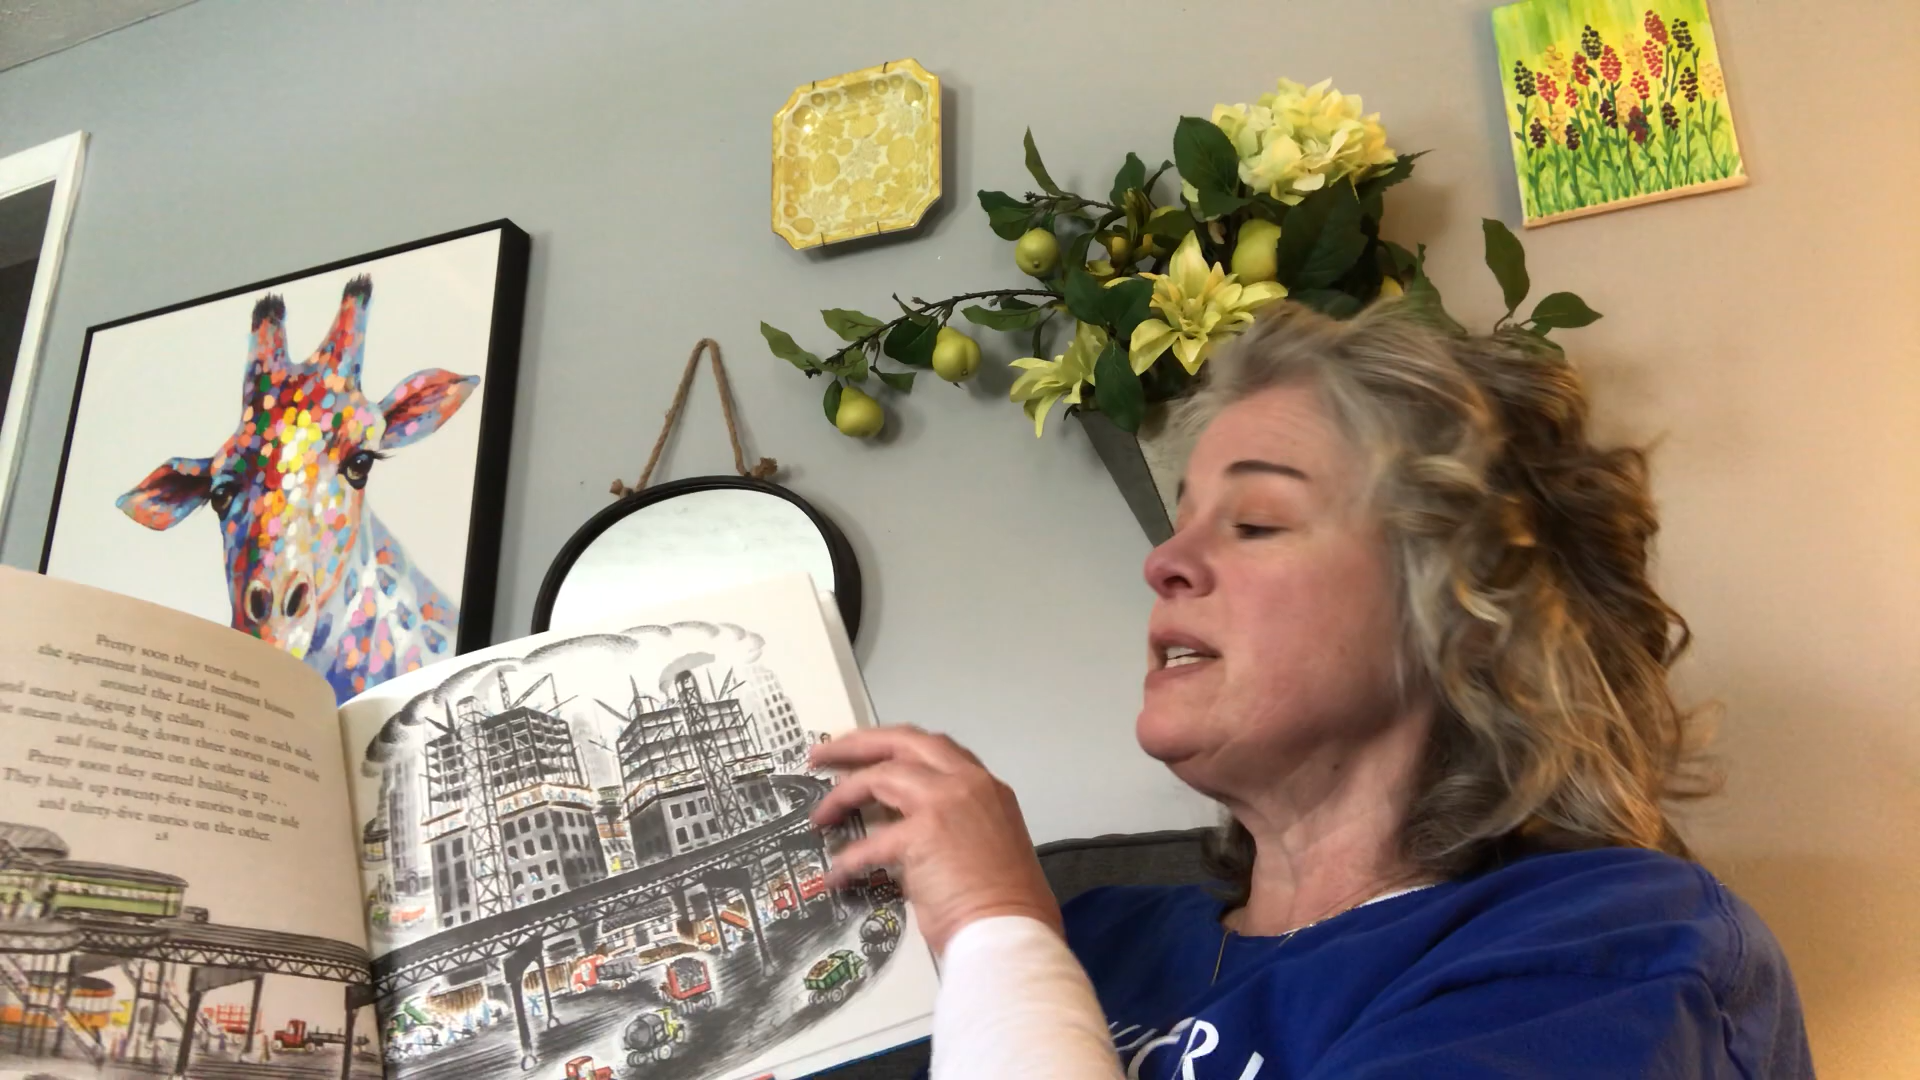 Pretty soon they tore down
the apartment houses and tenement houses
around the Little House
and started digging big cellars . . . one on each side.
The steam shovels dug down three stories on one side
and four stories on the other side.
Pretty soon they started building up . . .
They built up twenty-five stories on one side
and thirty-five stories on the other.
28